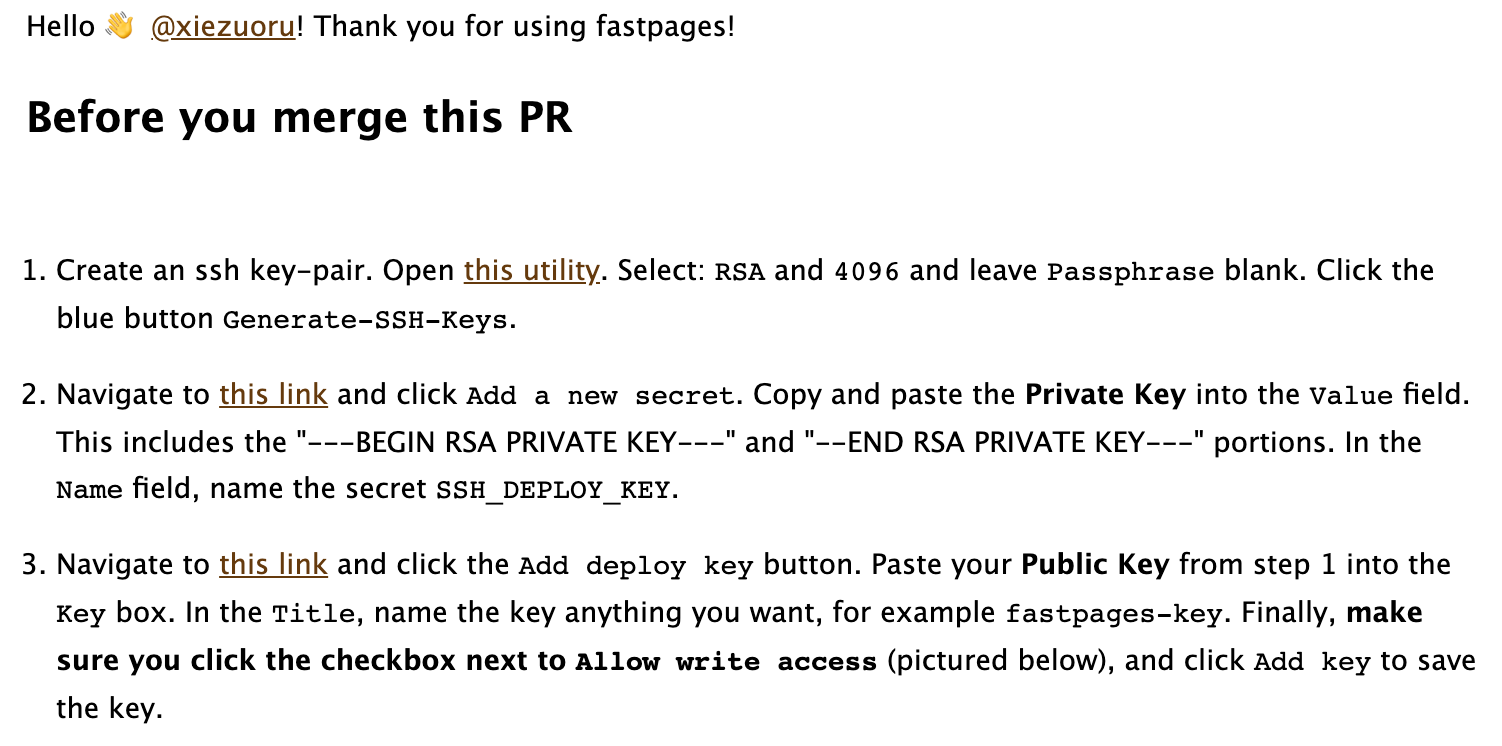 Hello 👋 @xiezuoru! Thank you for using fastpages!
Before you merge this PR
1. Create an ssh key-pair. Open this utility. Select: RSA and 4096 and leave Passphrase blank. Click the
blue button Generate-SSH-Keys.
2. Navigate to this link and click Add a new secret. Copy and paste the Private Key into the Value field.
This includes the "---BEGIN RSA PRIVATE KEY---" and "--END RSA PRIVATE KEY---" portions. In the
Name field, name the secret SSH_DEPLOY_KEY.
3. Navigate to this link and click the Add deploy key button. Paste your Public Key from step 1 into the
Key box. In the Title, name the key anything you want, for example fastpages-key. Finally, make
sure you click the checkbox next to Allow write access (pictured below), and click Add key to save
the key.